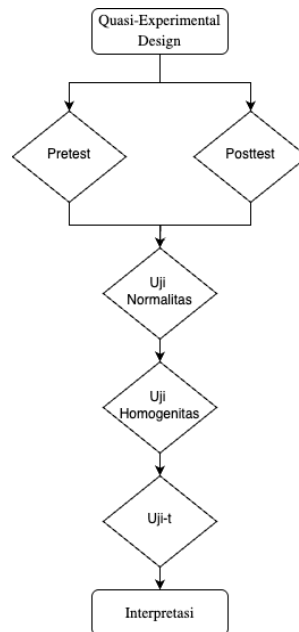 Quasi-Experimental
Design
Pretest
Posttest
Uji
Normalitas
Uji
Homogenitas
Uji-t
Interpretasi